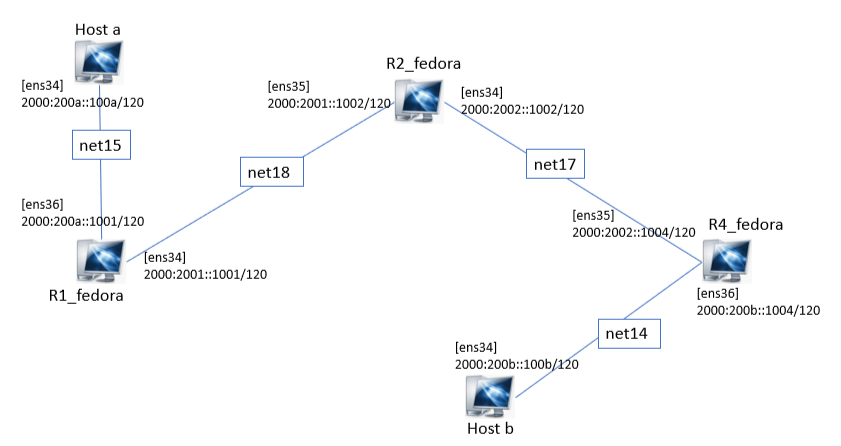 Host a
[ens34]
2000:200a::100a/120
net15
[ens36]
2000:200a::1001/120
R1_fedora
[ens34]
2000:2001::1001/120
net18
[ens35]
2000:2001::1002/120
R2_fedora
[ens34]
2000:2002::1002/120
net17
[ens35]
2000:2002::1004/120
R4_fedora
[ens36]
2000:200b::1004/120
net14
[ens34]
2000:200b::100b/120
Host b